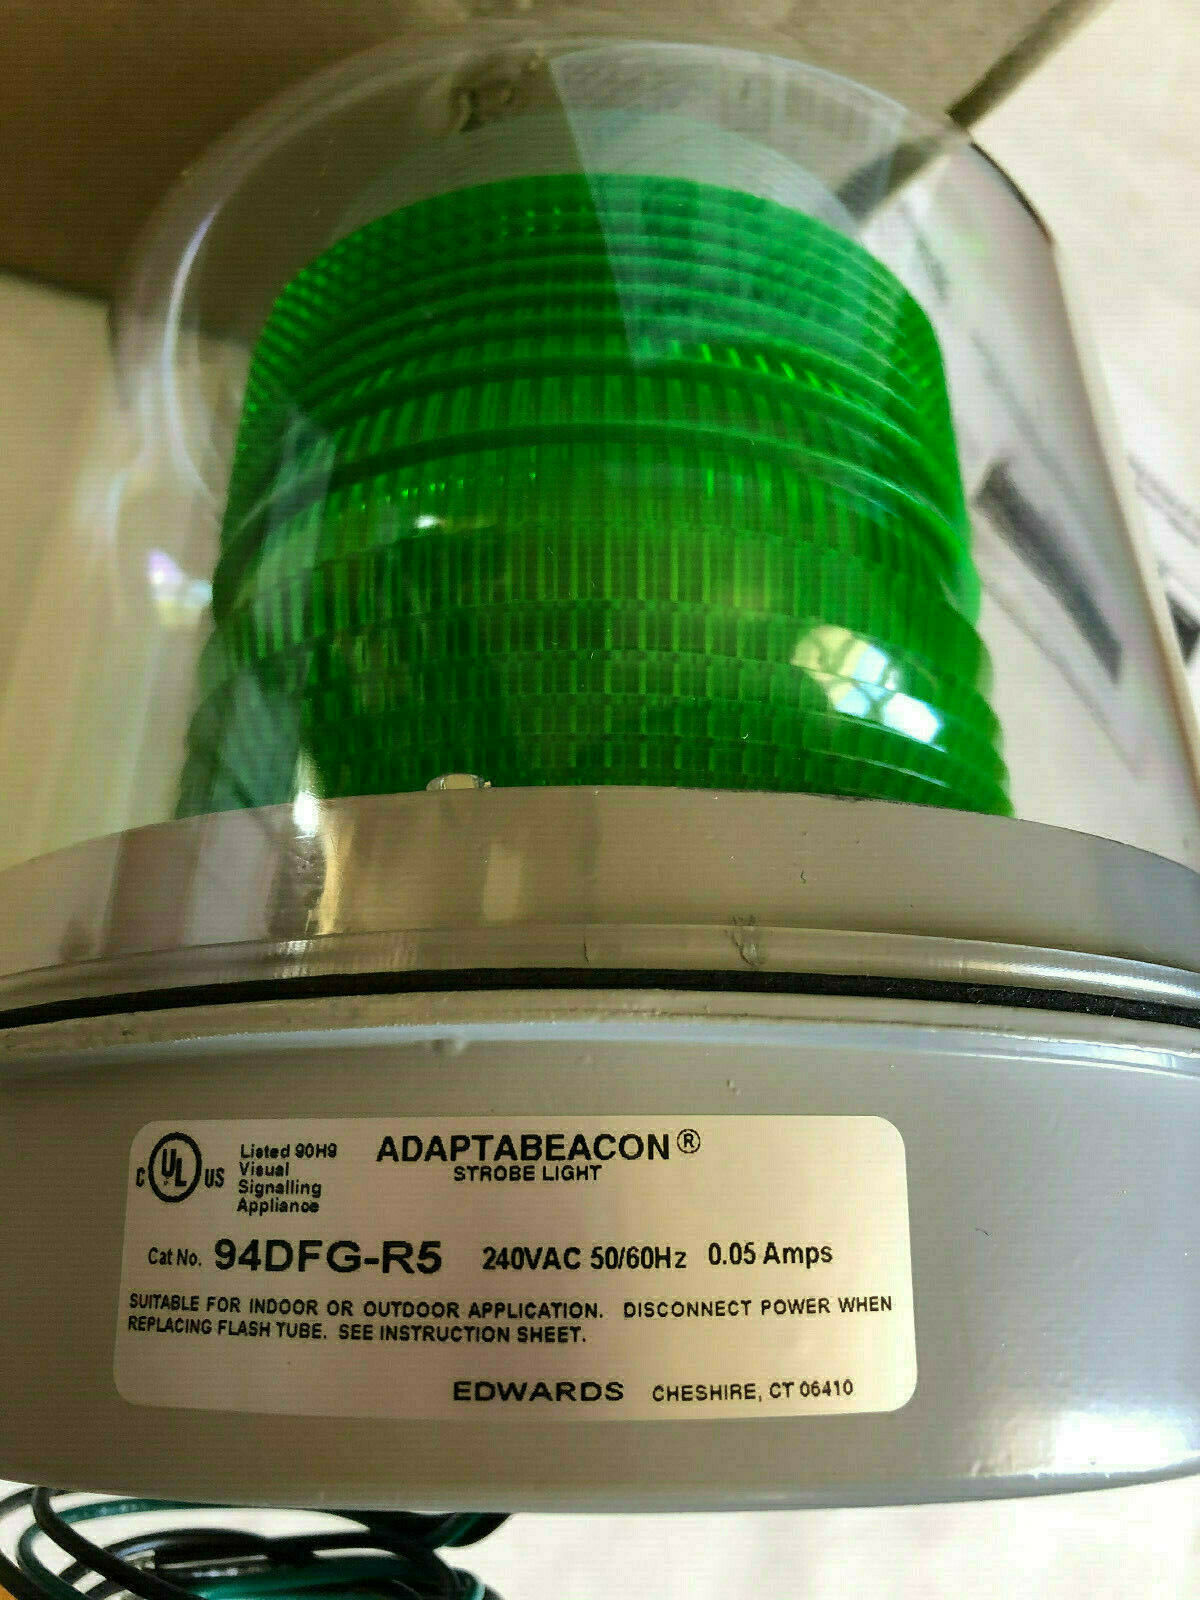 C UL US
Listed 90H9
Visual
Signalling
Appliance
ADAPTABEACON®
STROBE LIGHT
Cat No. 94DFG-R5 240VAC 50/60Hz 0.05 Amps
SUITABLE FOR INDOOR OR OUTDOOR APPLICATION. DISCONNECT POWER WHEN
REPLACING FLASH TUBE. SEE INSTRUCTION SHEET.
EDWARDS CHESHIRE, CT 06410